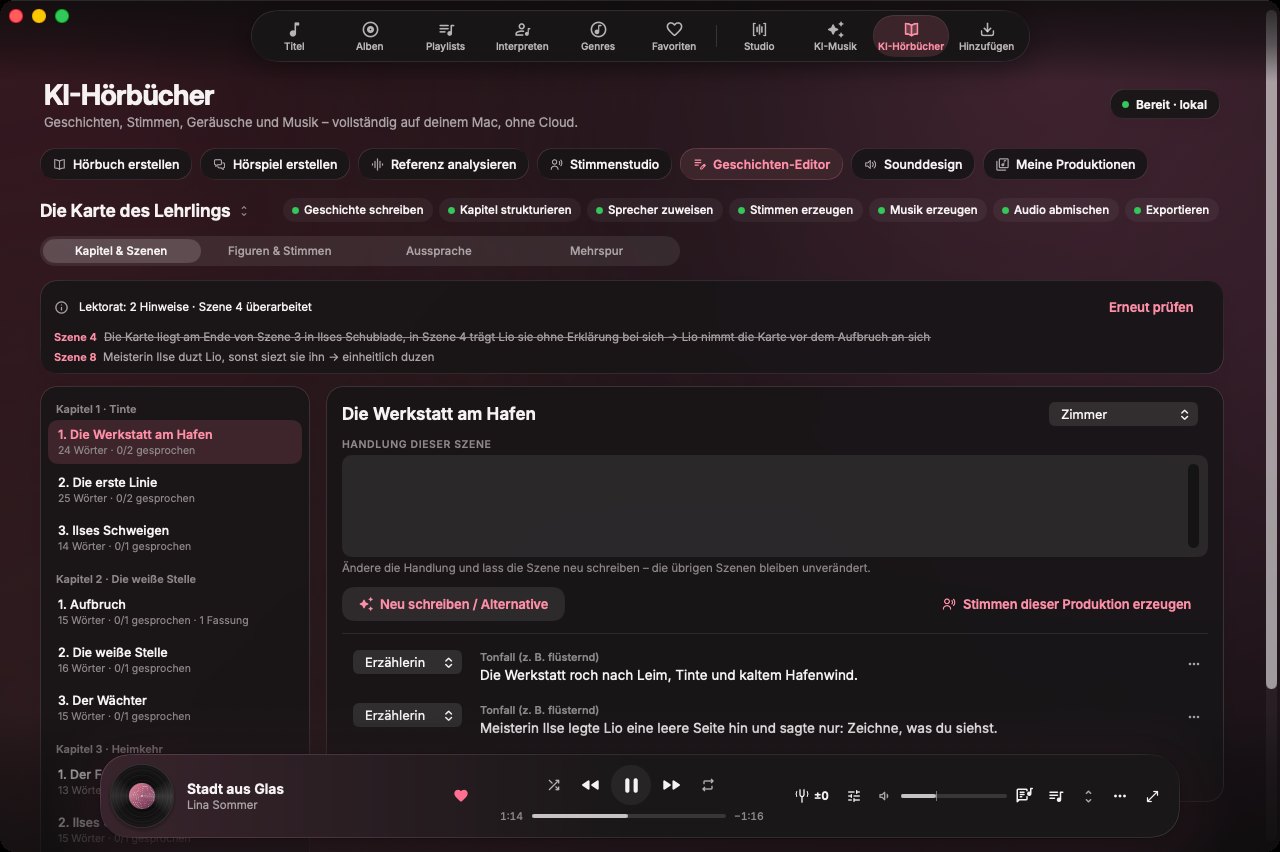 Titel
Alben
Playlists
Interpreten
Genres
Favoriten
Studio
KI-Musik
KI-Hörbücher
Hinzufügen
KI-Hörbücher
Geschichten, Stimmen, Geräusche und Musik – vollständig auf deinem Mac, ohne Cloud.
Bereit · lokal
Hörbuch erstellen
Hörspiel erstellen
Referenz analysieren
Stimmenstudio
Geschichten-Editor
Sounddesign
Meine Produktionen
Die Karte des Lehrlings
Geschichte schreiben
Kapitel strukturieren
Sprecher zuweisen
Stimmen erzeugen
Musik erzeugen
Audio abmischen
Exportieren
Kapitel & Szenen
Figuren & Stimmen
Aussprache
Mehrspur
Lektorat: 2 Hinweise · Szene 4 überarbeitet
Erneut prüfen
Szene 4 Die Karte liegt am Ende von Szene 3 in Ilses Schublade, in Szene 4 trägt Lio sie ohne Erklärung bei sich → Lio nimmt die Karte vor dem Aufbruch an sich
Szene 8 Meisterin Ilse duzt Lio, sonst siezt sie ihn → einheitlich duzen
Kapitel 1 · Tinte
1. Die Werkstatt am Hafen
24 Wörter · 0/2 gesprochen
2. Die erste Linie
25 Wörter · 0/2 gesprochen
3. Ilses Schweigen
14 Wörter · 0/1 gesprochen
Kapitel 2 · Die weiße Stelle
1. Aufbruch
15 Wörter · 0/1 gesprochen · 1 Fassung
2. Die weiße Stelle
16 Wörter · 0/1 gesprochen
3. Der Wächter
15 Wörter · 0/1 gesprochen
Kapitel 3 · Heimkehr
1. Der F
13 Wörte
2. Ilses
15 Wörter · 0/1 gesprochen
Die Werkstatt am Hafen
Zimmer
HANDLUNG DIESER SZENE
Ändere die Handlung und lass die Szene neu schreiben – die übrigen Szenen bleiben unverändert.
Neu schreiben / Alternative
Stimmen dieser Produktion erzeugen
Erzählerin
Tonfall (z. B. flüsternd)
Die Werkstatt roch nach Leim, Tinte und kaltem Hafenwind.
Erzählerin
Tonfall (z. B. flüsternd)
Meisterin Ilse legte Lio eine leere Seite hin und sagte nur: Zeichne, was du siehst.
Stadt aus Glas
Lina Sommer
1:14
−1:16
±0